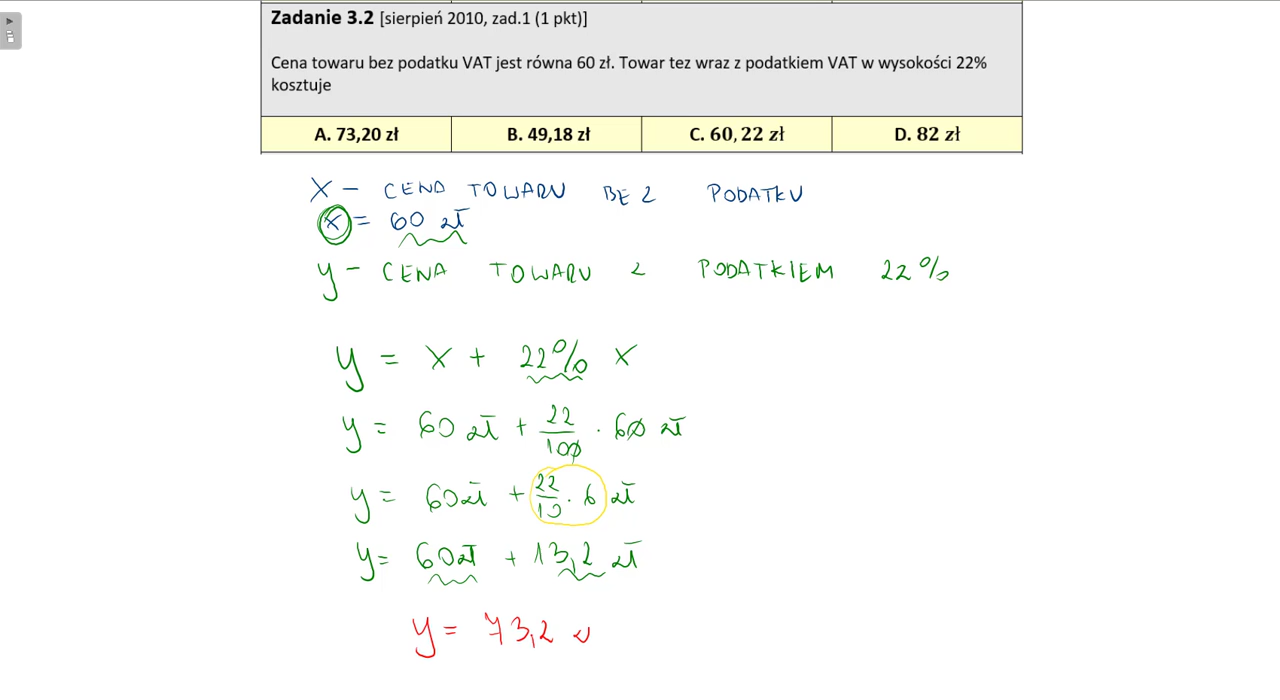 Zadanie 3.2 [sierpień 2010, zad.1 (1 pkt)]
Cena towaru bez podatku VAT jest równa 60 zł. Towar tez wraz z podatkiem VAT w wysokości 22%
kosztuje
A. 73,20 zł B. 49,18 zł C. 60,22 zł D. 82 zł
X - CENA TOWARU BEZ PODATKU
x = 60 zł
y - CENA TOWARU Z PODATKIEM 22%
y = x + 22% x
y = 60 zł + 22/100 · 60 zł
y = 60 zł + 22/10 · 6 zł
y = 60 zł + 13,2 zł
y = 73,2